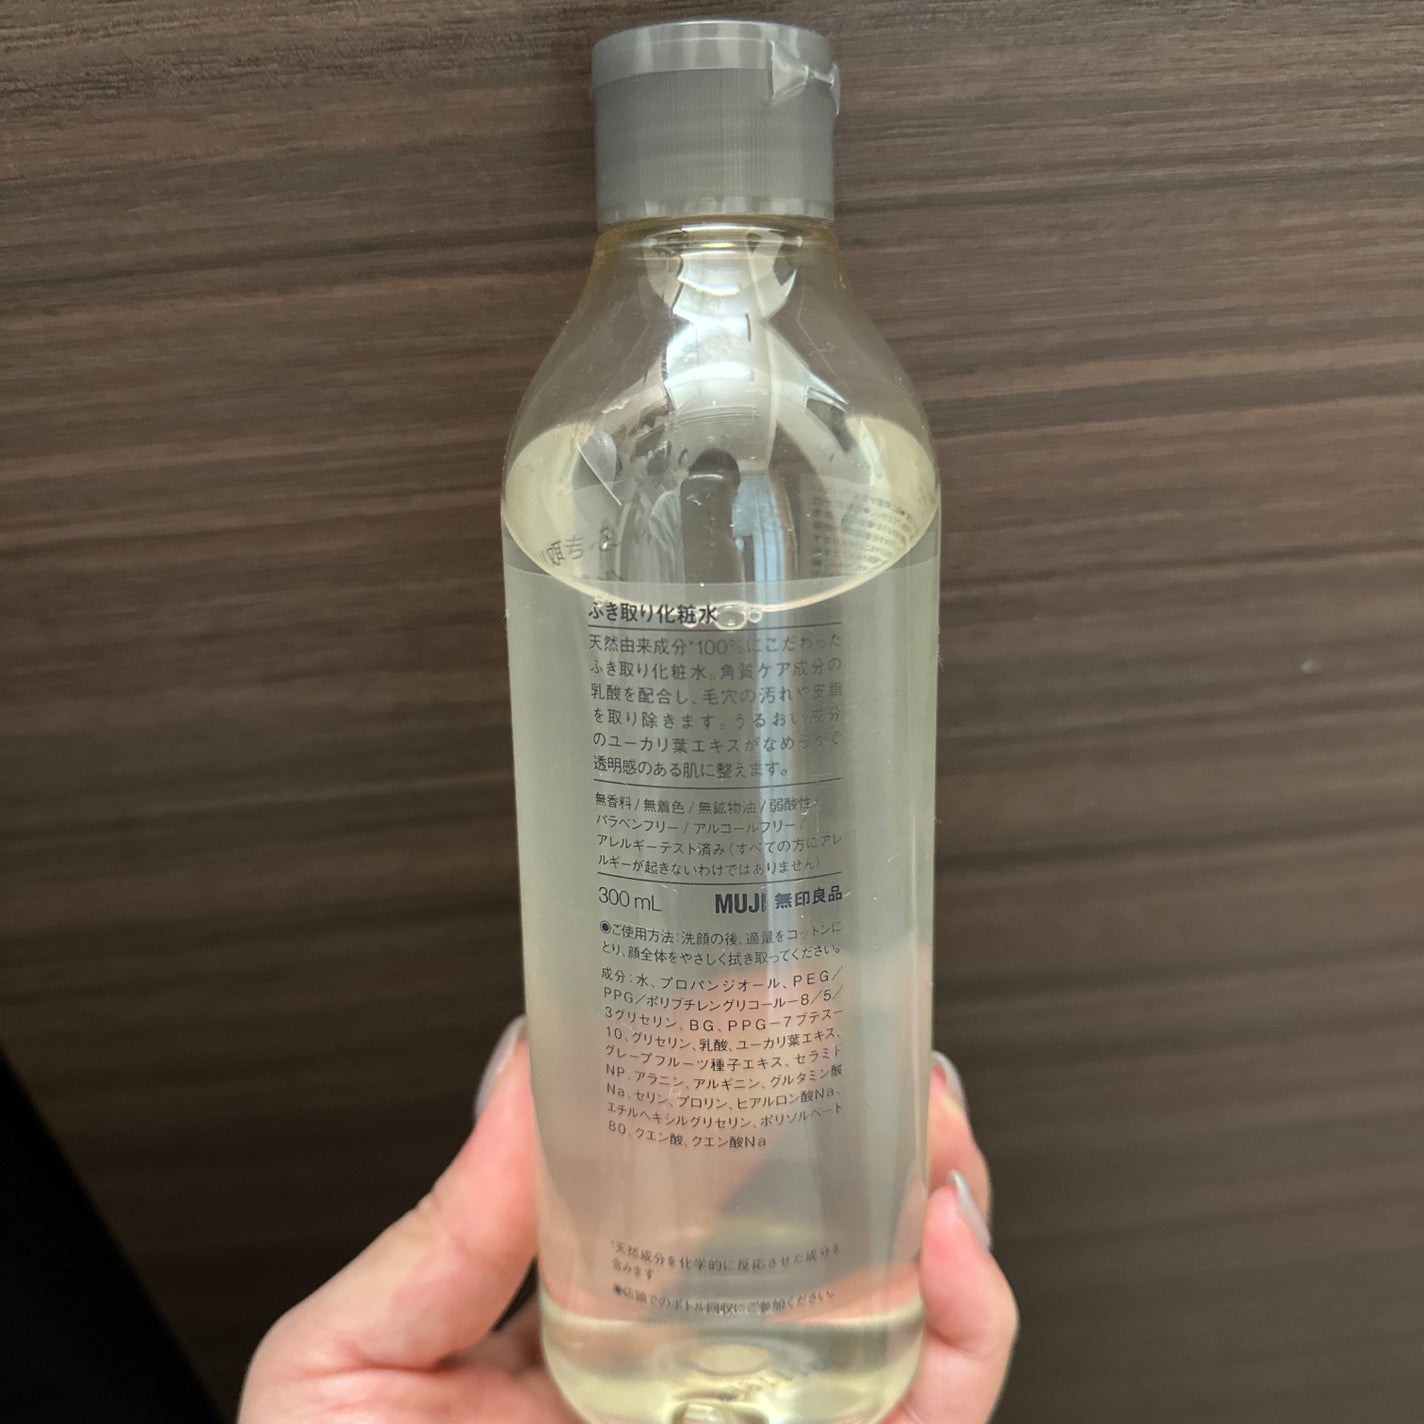 ふき取り化粧水
天然由来成分*100%にこだわった
ふき取り化粧水。角質ケア成分の
乳酸を配合し、毛穴の汚れや皮脂
を取り除きます。うるおい成分
のユーカリ葉エキスがなめらかで
透明感のある肌に整えます。
無香料/無着色/無鉱物油/弱酸性/
パラベンフリー/アルコールフリー/
アレルギーテスト済み(すべての方にアレ
ルギーが起きないわけではありません)
300mL MUJI 無印良品
◉ご使用方法:洗顔の後、適量をコットンに
とり、顔全体をやさしく拭き取ってください。
成分:水、プロパンジオール、PEG/
PPG/ポリブチレングリコール-8/5/
3グリセリン、BG、PPG-7ブテス-
10、グリセリン、乳酸、ユーカリ葉エキス、
グレープフルーツ種子エキス、セラミド
NP、アラニン、アルギニン、グルタミン酸
Na、セリン、プロリン、ヒアルロン酸Na、
エチルヘキシルグリセリン、ポリソルベート
80、クエン酸、クエン酸Na
*天然成分を化学的に反応させた成分を
含みます
◉店頭でのボトル回収にご参加ください。